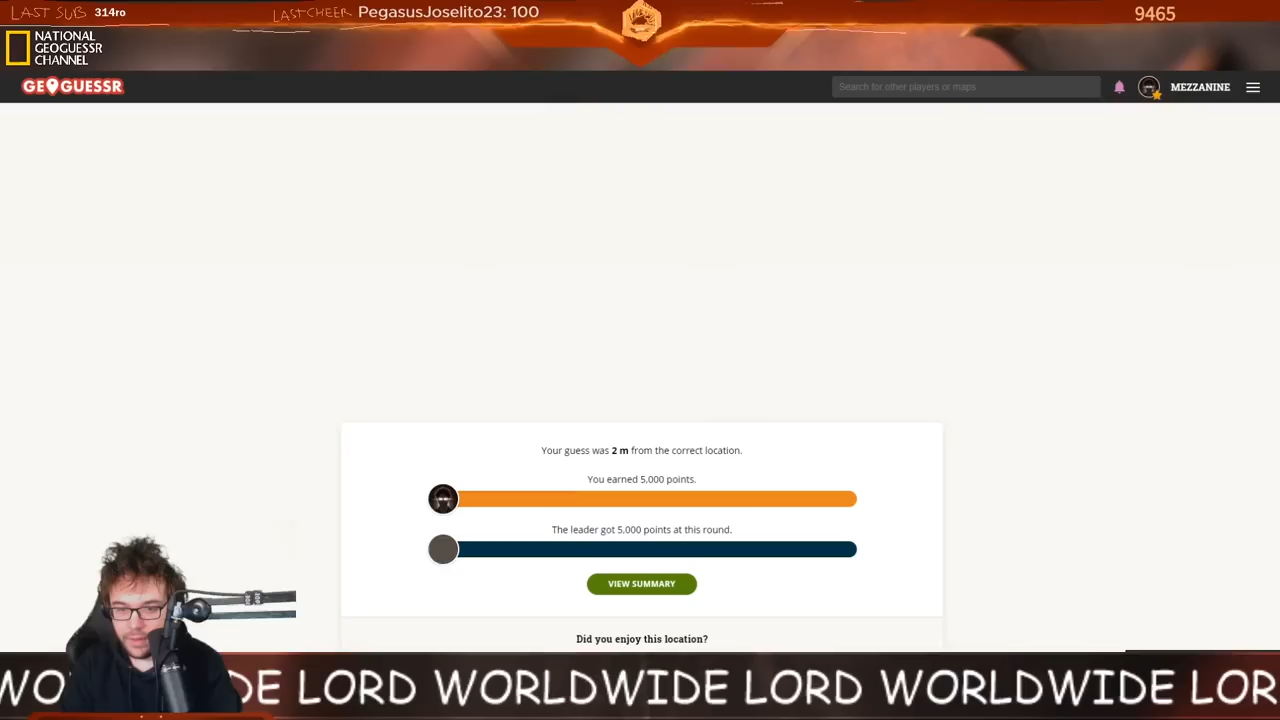 LAST SUB 314ro
LAST CHEER PegasusJoselito23: 100
9465
NATIONAL
GEOGUESSR
CHANNEL
GEOGUESSR
Search for other players or maps
MEZZANINE
Your guess was 2 m from the correct location.
You earned 5,000 points.
The leader got 5,000 points at this round.
VIEW SUMMARY
Did you enjoy this location?
WO DE LORD WORLDWIDE LORD WORLDWIDE LOR